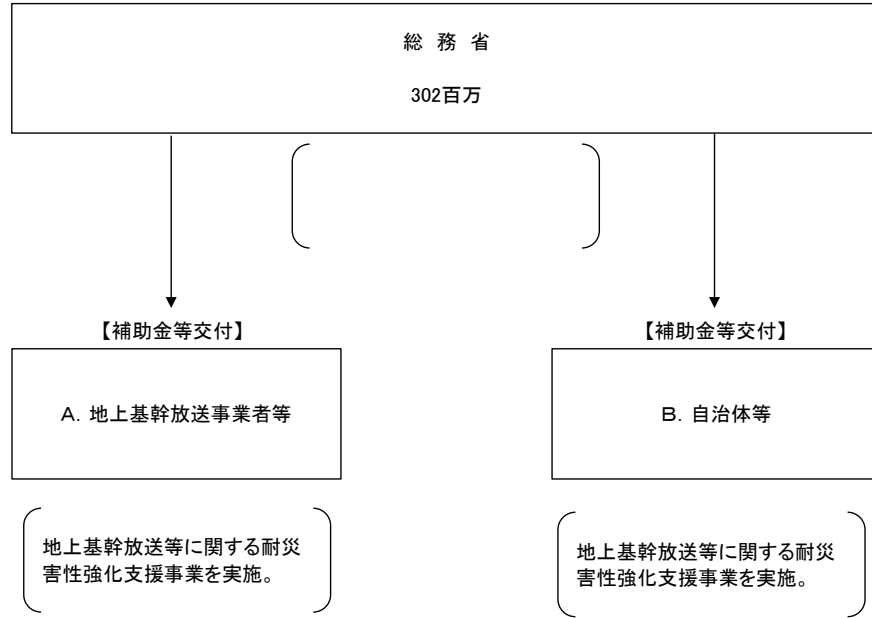 総 務 省
302百万
【補助金等交付】
【補助金等交付】
A. 地上基幹放送事業者等
B. 自治体等
地上基幹放送等に関する耐災
害性強化支援事業を実施。
地上基幹放送等に関する耐災
害性強化支援事業を実施。